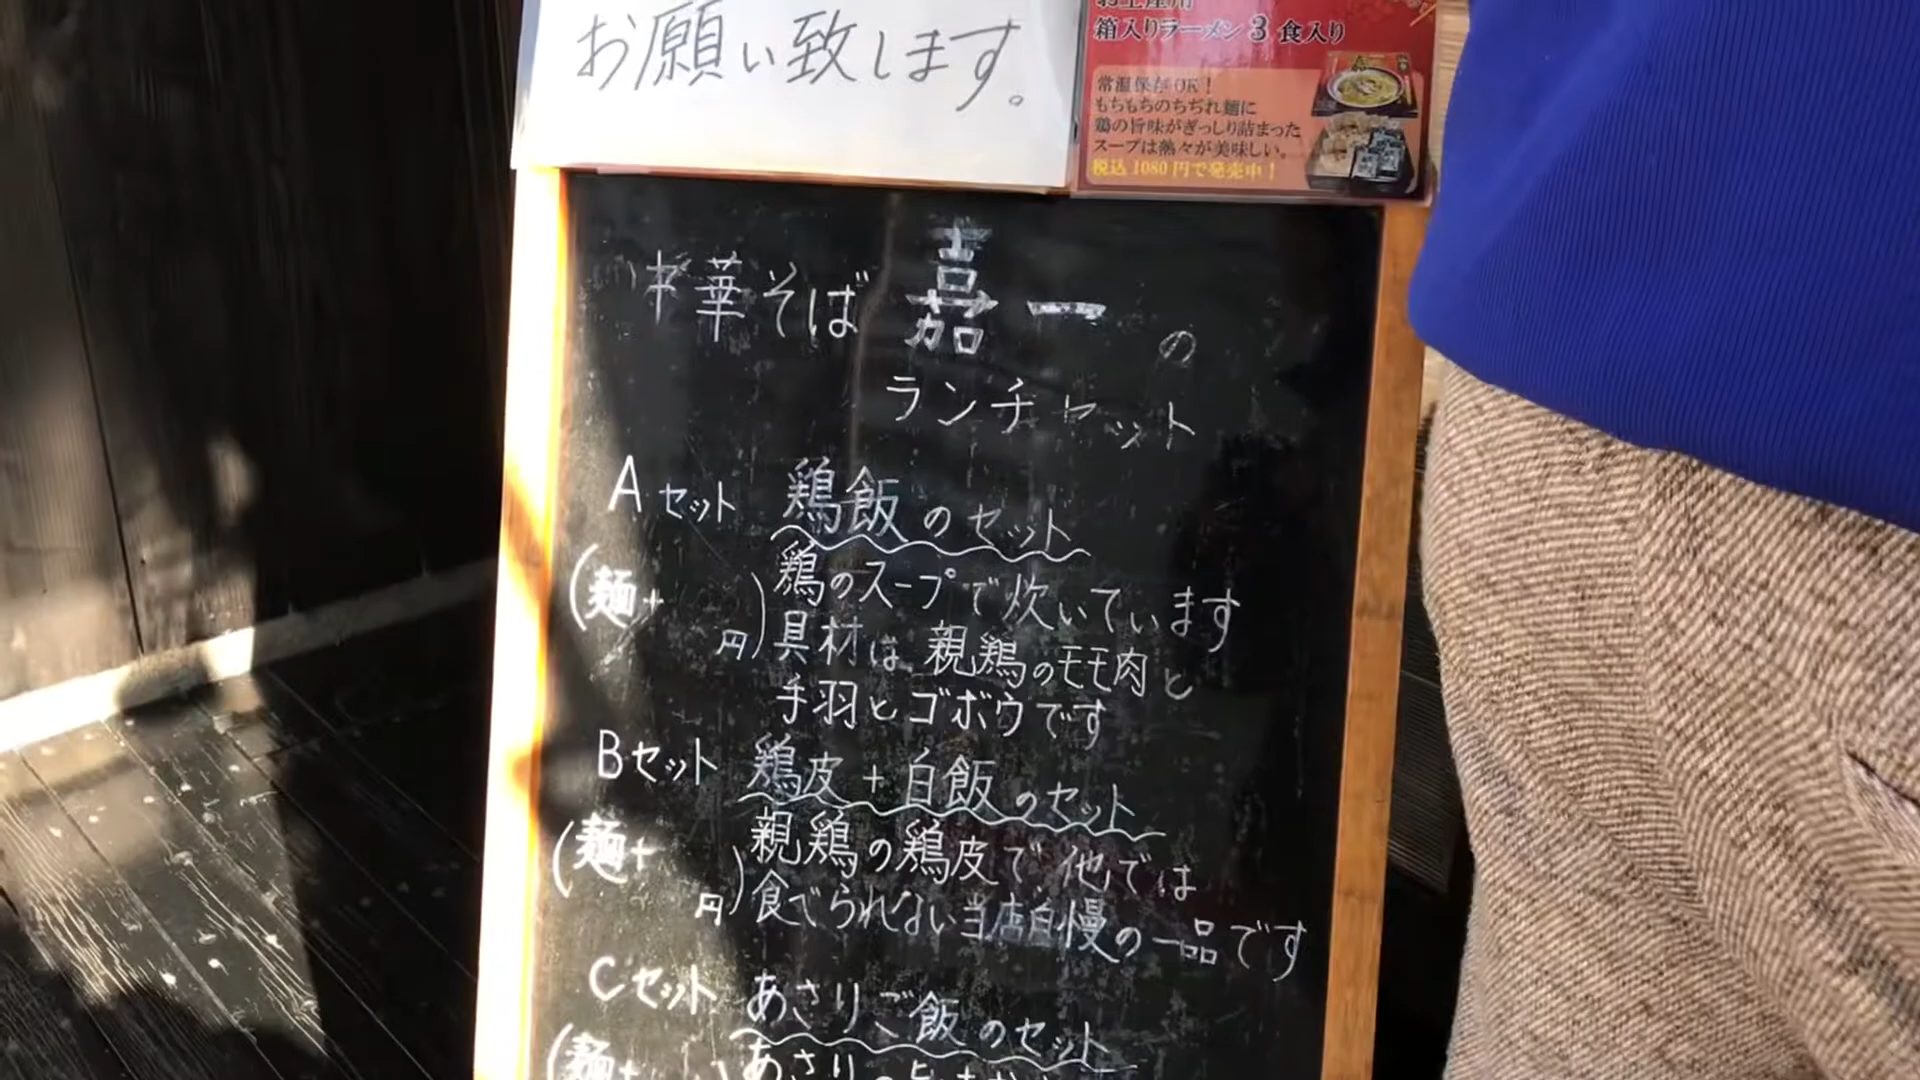 お願い致します。
箱入りラーメン3食入り
常温保存OK!
もちもちのちぢれ麺に
鶏の旨味がぎっしり詰まった
スープは熱々が美味しい。
税込1080円で発売中!
中華そば 嘉一の
ランチセット
Aセット 鶏飯のセット
(麺+ 円)
鶏のスープで炊いています
具材は親鶏のモモ肉と
手羽とゴボウです
Bセット 鶏皮+白飯のセット
(麺+ 円)
親鶏の鶏皮で他では
食べられない当店自慢の一品です
Cセット あさりご飯のセット
(麺+
あさりの